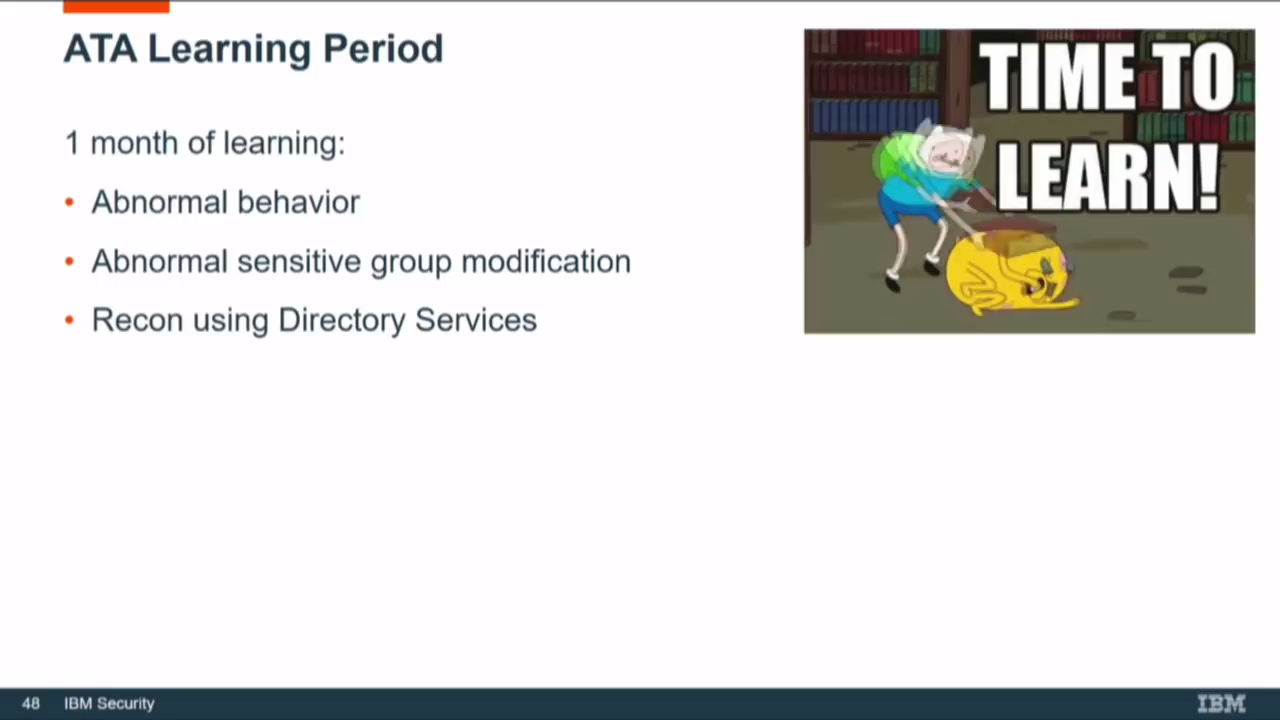 ATA Learning Period
1 month of learning:
• Abnormal behavior
• Abnormal sensitive group modification
• Recon using Directory Services
TIME TO
LEARN!
48 IBM Security
IBM